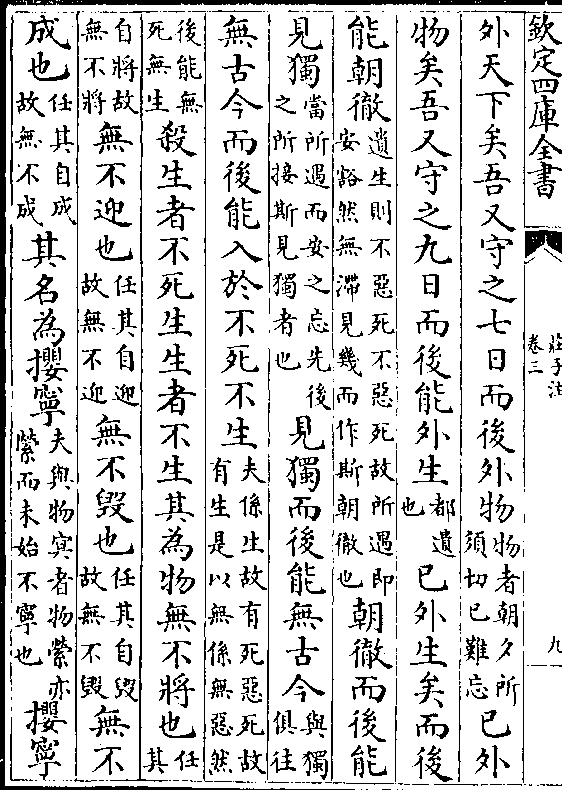 欽定四庫全書
莊子注
卷三
九
外天下矣吾又守之七日而後外物物者朝夕所須切已難忘已外
物矣吾又守之九日而後能外生都遺也已外生矣而後
能朝徹遺生則不惡死不惡死故所遇即安豁然無滯見幾而作斯朝徹也朝徹而後能
見獨當所遇而安之忘先後之所接斯見獨者也見獨而後能無古今與獨俱往
無古今而後能入於不死不生夫係生故有死惡死故有生是以無係無惡然
後能無死無生殺生者不死生生者不生其為物無不將也任其
自將故無不將無不迎也任其自迎故無不迎無不毀也任其自毀故無不毀無不
成也任其自成故無不成其名為攖寧夫與物冥者物縈亦縈而未始不寧也攖寧